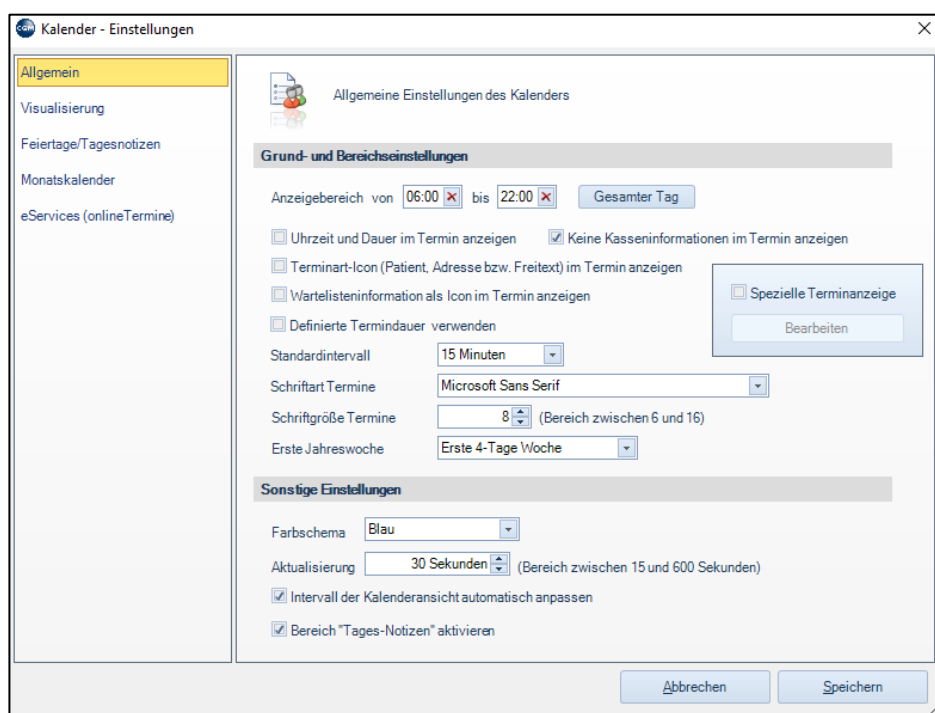 CGM Kalender - Einstellungen
Allgemein
Visualisierung
Feiertage/Tagesnotizen
Monatskalender
eServices (onlineTermine)
Allgemeine Einstellungen des Kalenders
Grund- und Bereichseinstellungen
Anzeigebereich von 06:00 bis 22:00 Gesamter Tag
Uhrzeit und Dauer im Termin anzeigen Keine Kasseninformationen im Termin anzeigen
Terminart-Icon (Patient, Adresse bzw. Freitext) im Termin anzeigen
Wartelisteninformation als Icon im Termin anzeigen
Definierte Termindauer verwenden
Spezielle Terminanzeige
Bearbeiten
Standardintervall 15 Minuten
Schriftart Termine Microsoft Sans Serif
Schriftgröße Termine 8 (Bereich zwischen 6 und 16)
Erste Jahreswoche Erste 4-Tage Woche
Sonstige Einstellungen
Farbschema Blau
Aktualisierung 30 Sekunden (Bereich zwischen 15 und 600 Sekunden)
Intervall der Kalenderansicht automatisch anpassen
Bereich "Tages-Notizen" aktivieren
Abbrechen Speichern